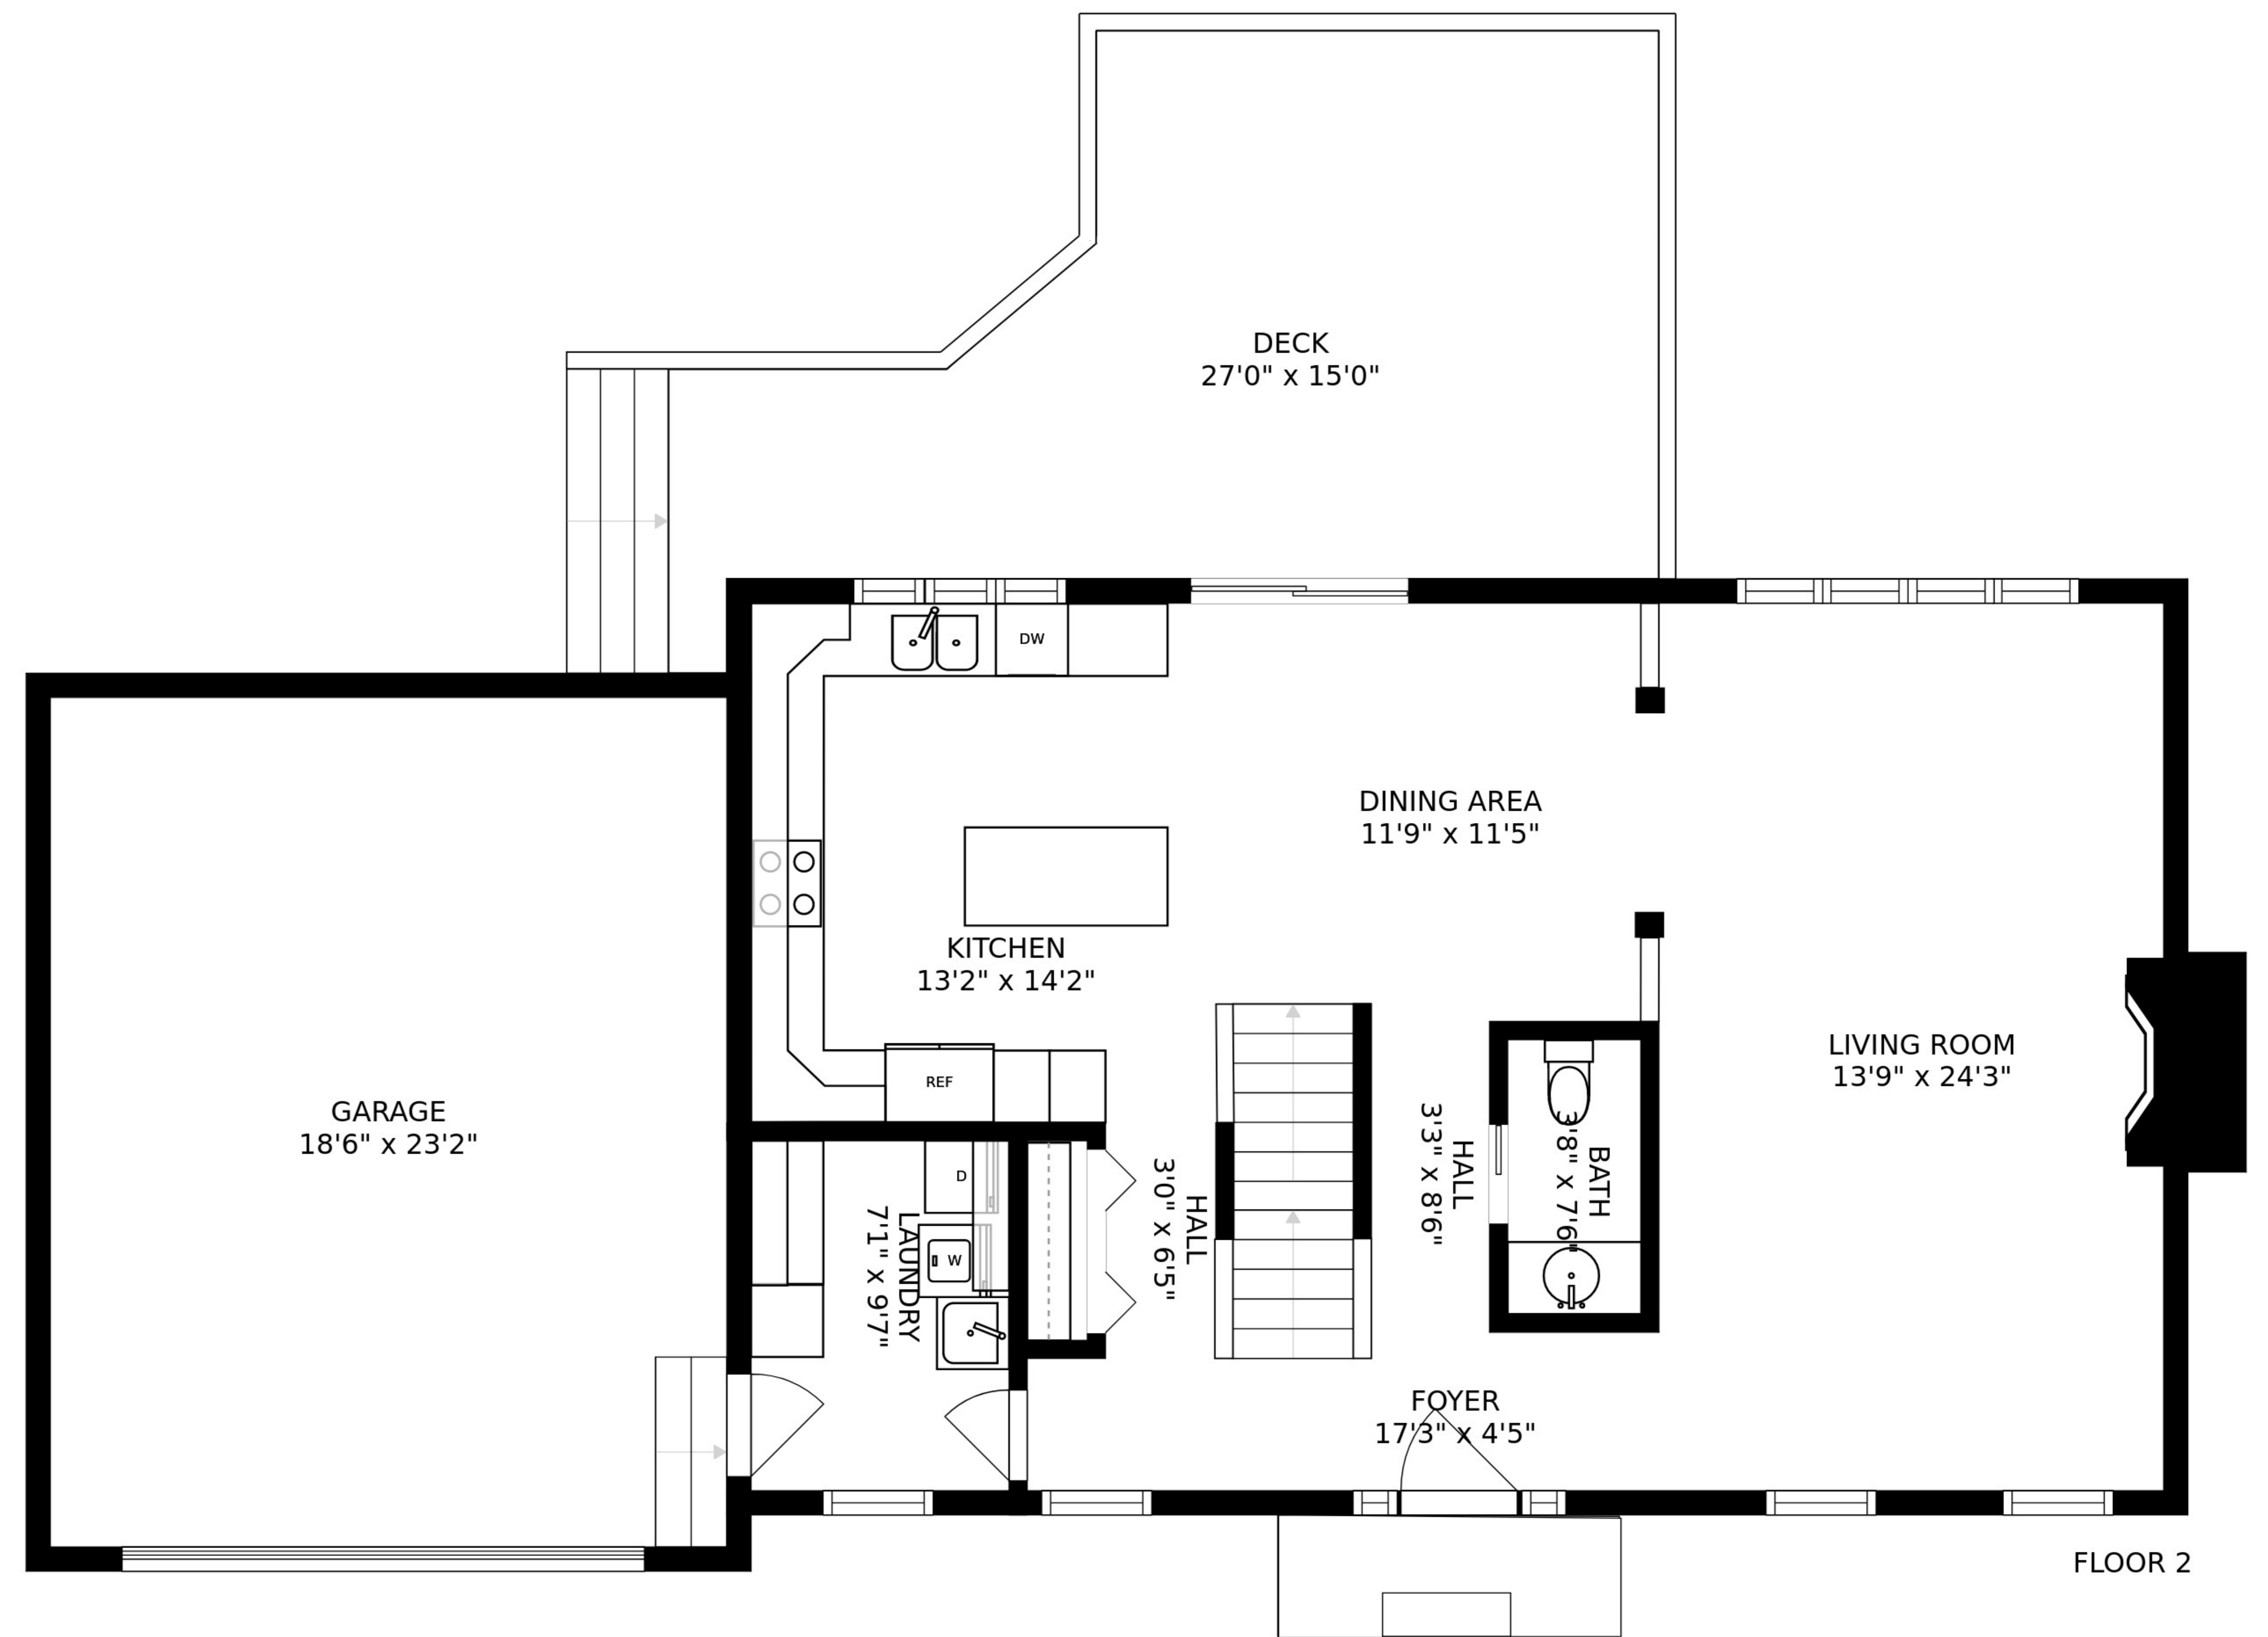 DECK
27'0" x 15'0"
DW
DINING AREA
11'9" x 11'5"
KITCHEN
13'2" x 14'2"
REF
LIVING ROOM
13'9" x 24'3"
GARAGE
18'6" x 23'2"
D
W
LAUNDRY
7'1" x 9'7"
HALL
3'0" x 6'5"
HALL
3'3" x 8'6"
BATH
3'8" x 7'6"
FOYER
17'3" x 4'5"
FLOOR 2